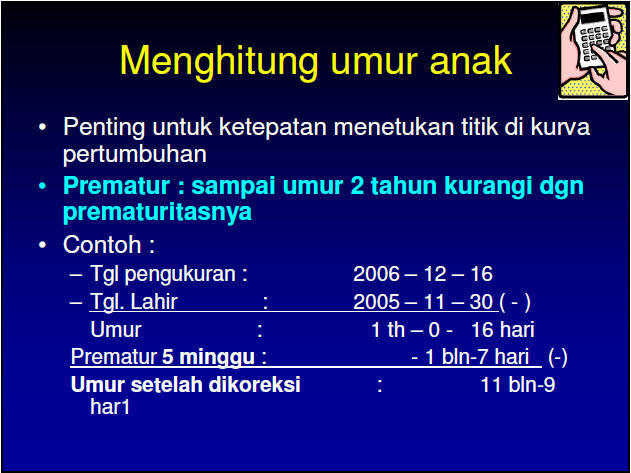 Menghitung umur anak
• Penting untuk ketepatan menetukan titik di kurva
pertumbuhan
• Prematur : sampai umur 2 tahun kurangi dgn
prematuritasnya
• Contoh :
– Tgl pengukuran : 2006 – 12 – 16
– Tgl. Lahir : 2005 – 11 – 30 ( - )
Umur : 1 th – 0 - 16 hari
Prematur 5 minggu : - 1 bln-7 hari (-)
Umur setelah dikoreksi : 11 bln-9
har1